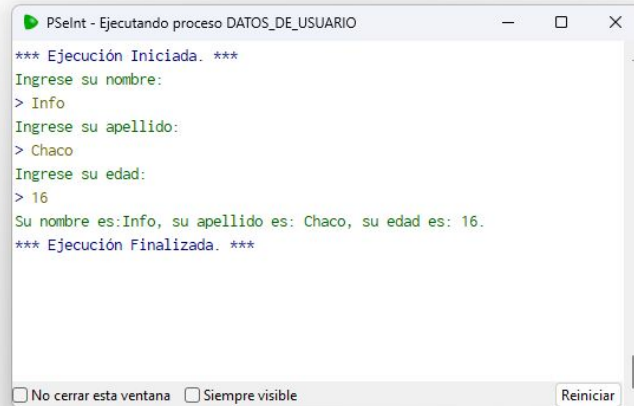 PSeInt - Ejecutando proceso DATOS_DE_USUARIO
*** Ejecución Iniciada. ***
Ingrese su nombre:
> Info
Ingrese su apellido:
> Chaco
Ingrese su edad:
> 16
Su nombre es:Info, su apellido es: Chaco, su edad es: 16.
*** Ejecución Finalizada. ***
No cerrar esta ventana Siempre visible Reiniciar